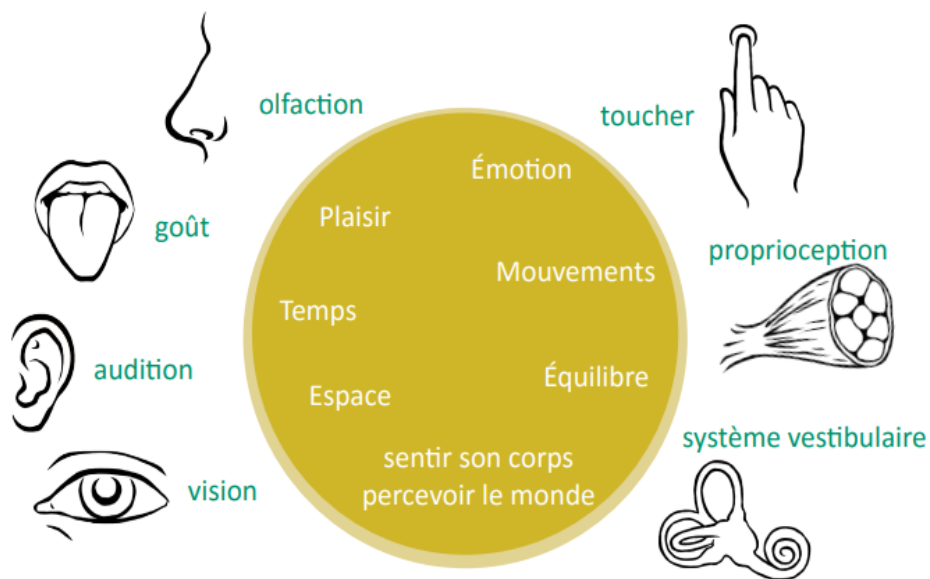 olfaction
toucher
Émotion
Plaisir
goût
proprioception
Mouvements
Temps
audition
Équilibre
Espace
système vestibulaire
sentir son corps
percevoir le monde
vision